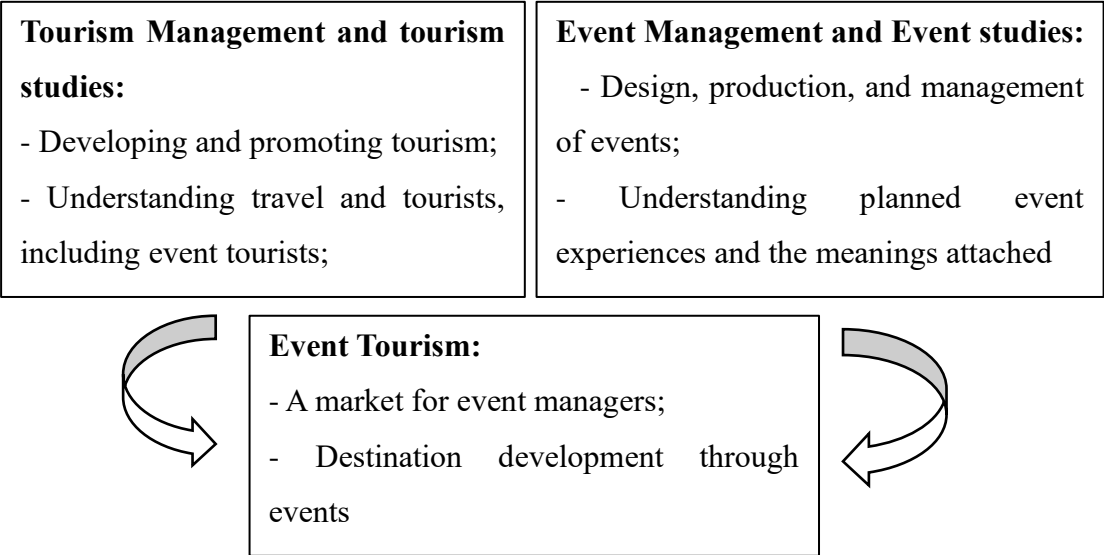 Tourism Management and tourism
studies:
- Developing and promoting tourism;
- Understanding travel and tourists,
including event tourists;
Event Management and Event studies:
- Design, production, and management
of events;
- Understanding planned event
experiences and the meanings attached
Event Tourism:
- A market for event managers;
- Destination development through
events